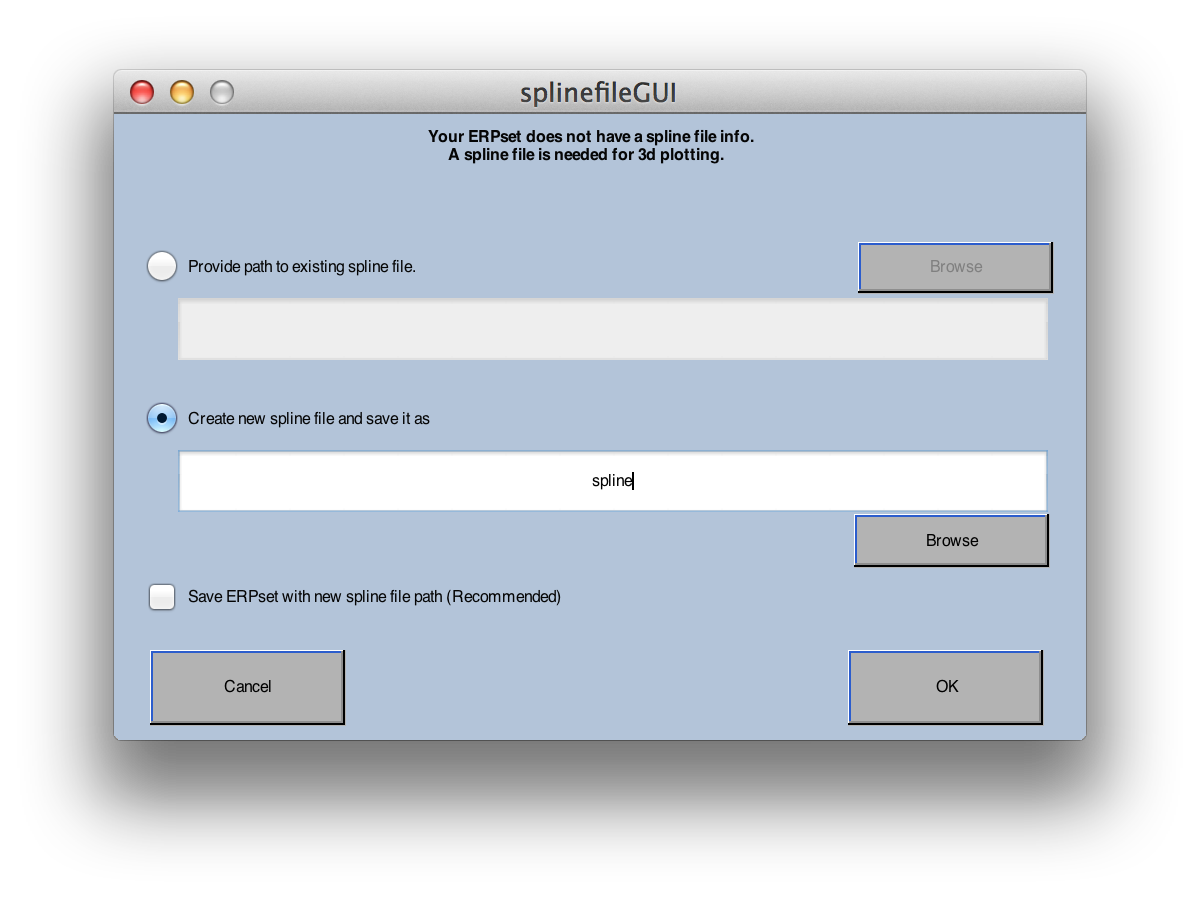 splinefileGUI
Your ERPset does not have a spline file info.
A spline file is needed for 3d plotting.
Provide path to existing spline file.
Browse
Create new spline file and save it as
spline
Browse
Save ERPset with new spline file path (Recommended)
Cancel
OK